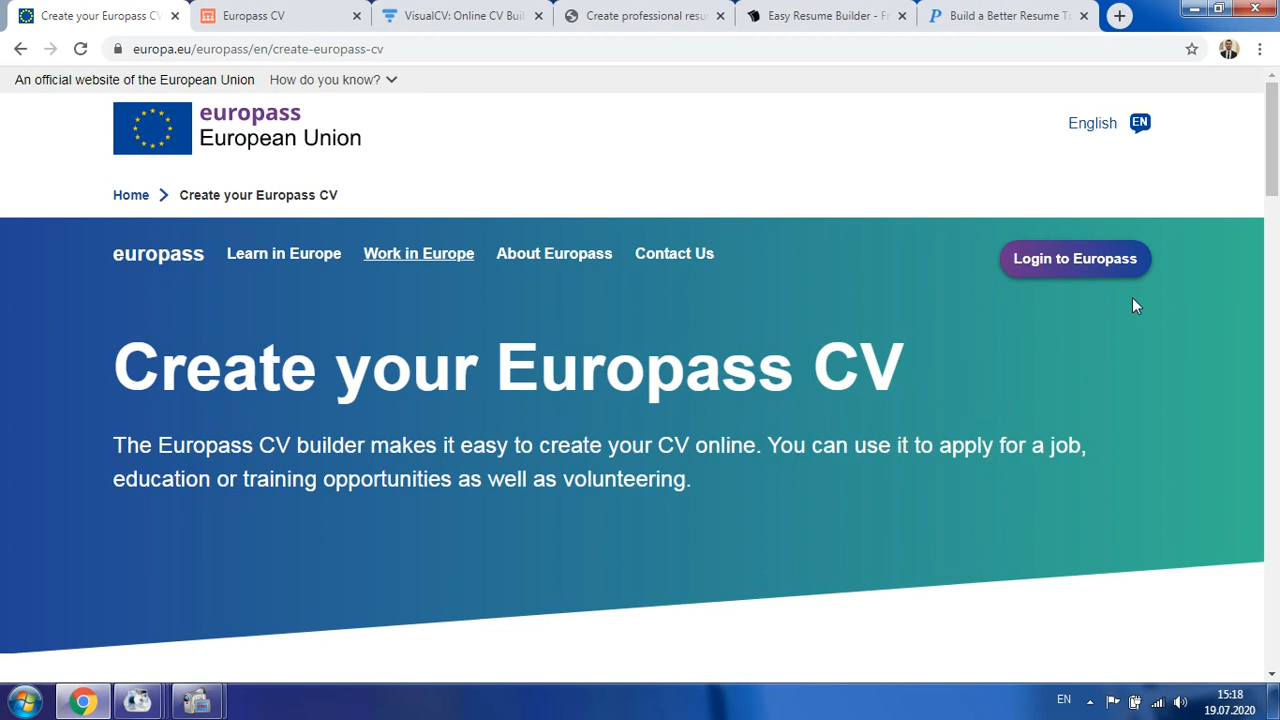 Create your Europass CV
Europass CV
VisualCV: Online CV Buil
Create professional resu
Easy Resume Builder - Fr
Build a Better Resume To
europa.eu/europass/en/create-europass-cv
An official website of the European Union How do you know?
europass
European Union
English EN
Home Create your Europass CV
europass Learn in Europe Work in Europe About Europass Contact Us Login to Europass
Create your Europass CV
The Europass CV builder makes it easy to create your CV online. You can use it to apply for a job,
education or training opportunities as well as volunteering.
EN
15:18
19.07.2020